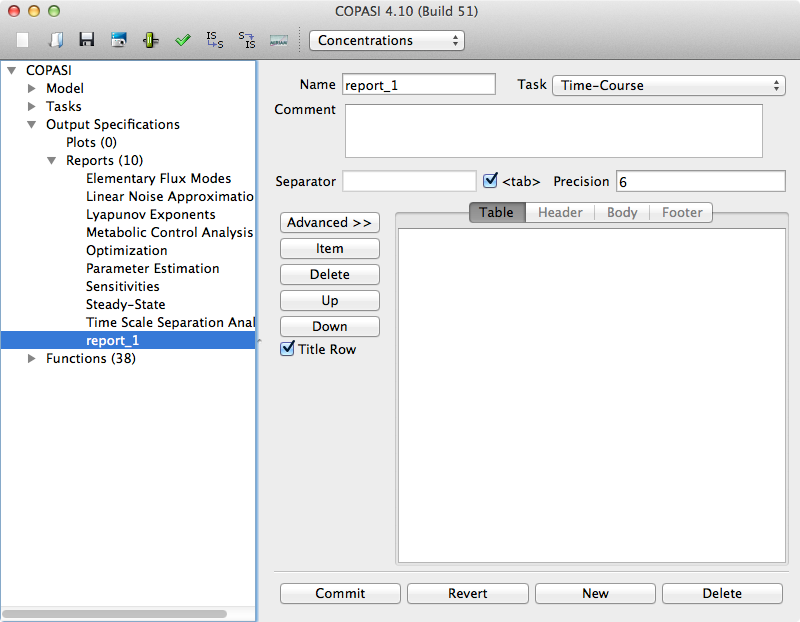 COPASI 4.10 (Build 51)
IS S S IS Concentrations
COPASI
Model
Tasks
Output Specifications
Plots (0)
Reports (10)
Elementary Flux Modes
Linear Noise Approximatio
Lyapunov Exponents
Metabolic Control Analysis
Optimization
Parameter Estimation
Sensitivities
Steady-State
Time Scale Separation Anal
report_1
Functions (38)
Name report_1 Task Time-Course
Comment
Separator <tab> Precision 6
Advanced >>
Item
Delete
Up
Down
Title Row
Table Header Body Footer
Commit Revert New Delete